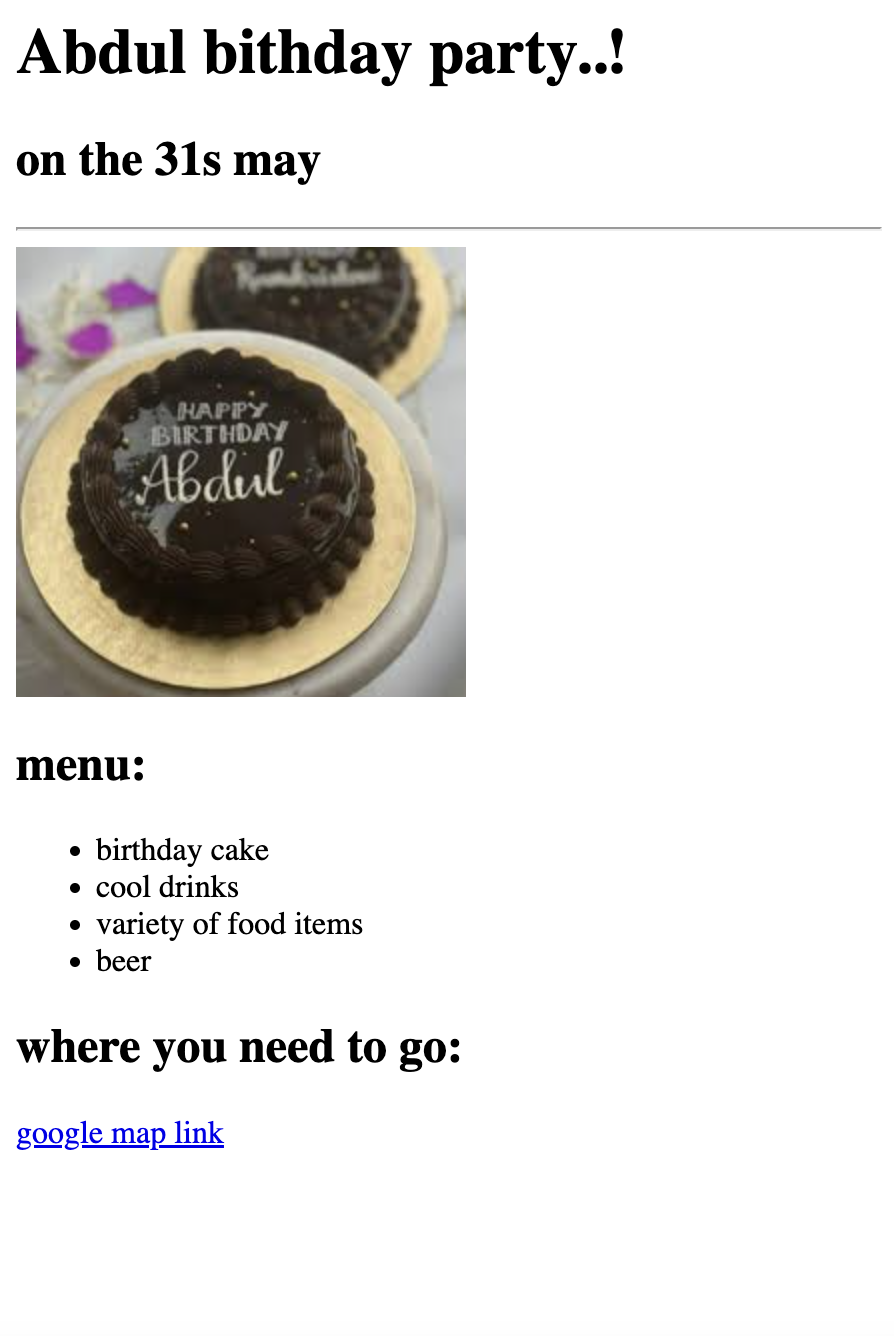 Abdul bithday party..!
on the 31s may
HAPPY
BIRTHDAY
Abdul
menu:
birthday cake
cool drinks
variety of food items
beer
where you need to go:
google map link